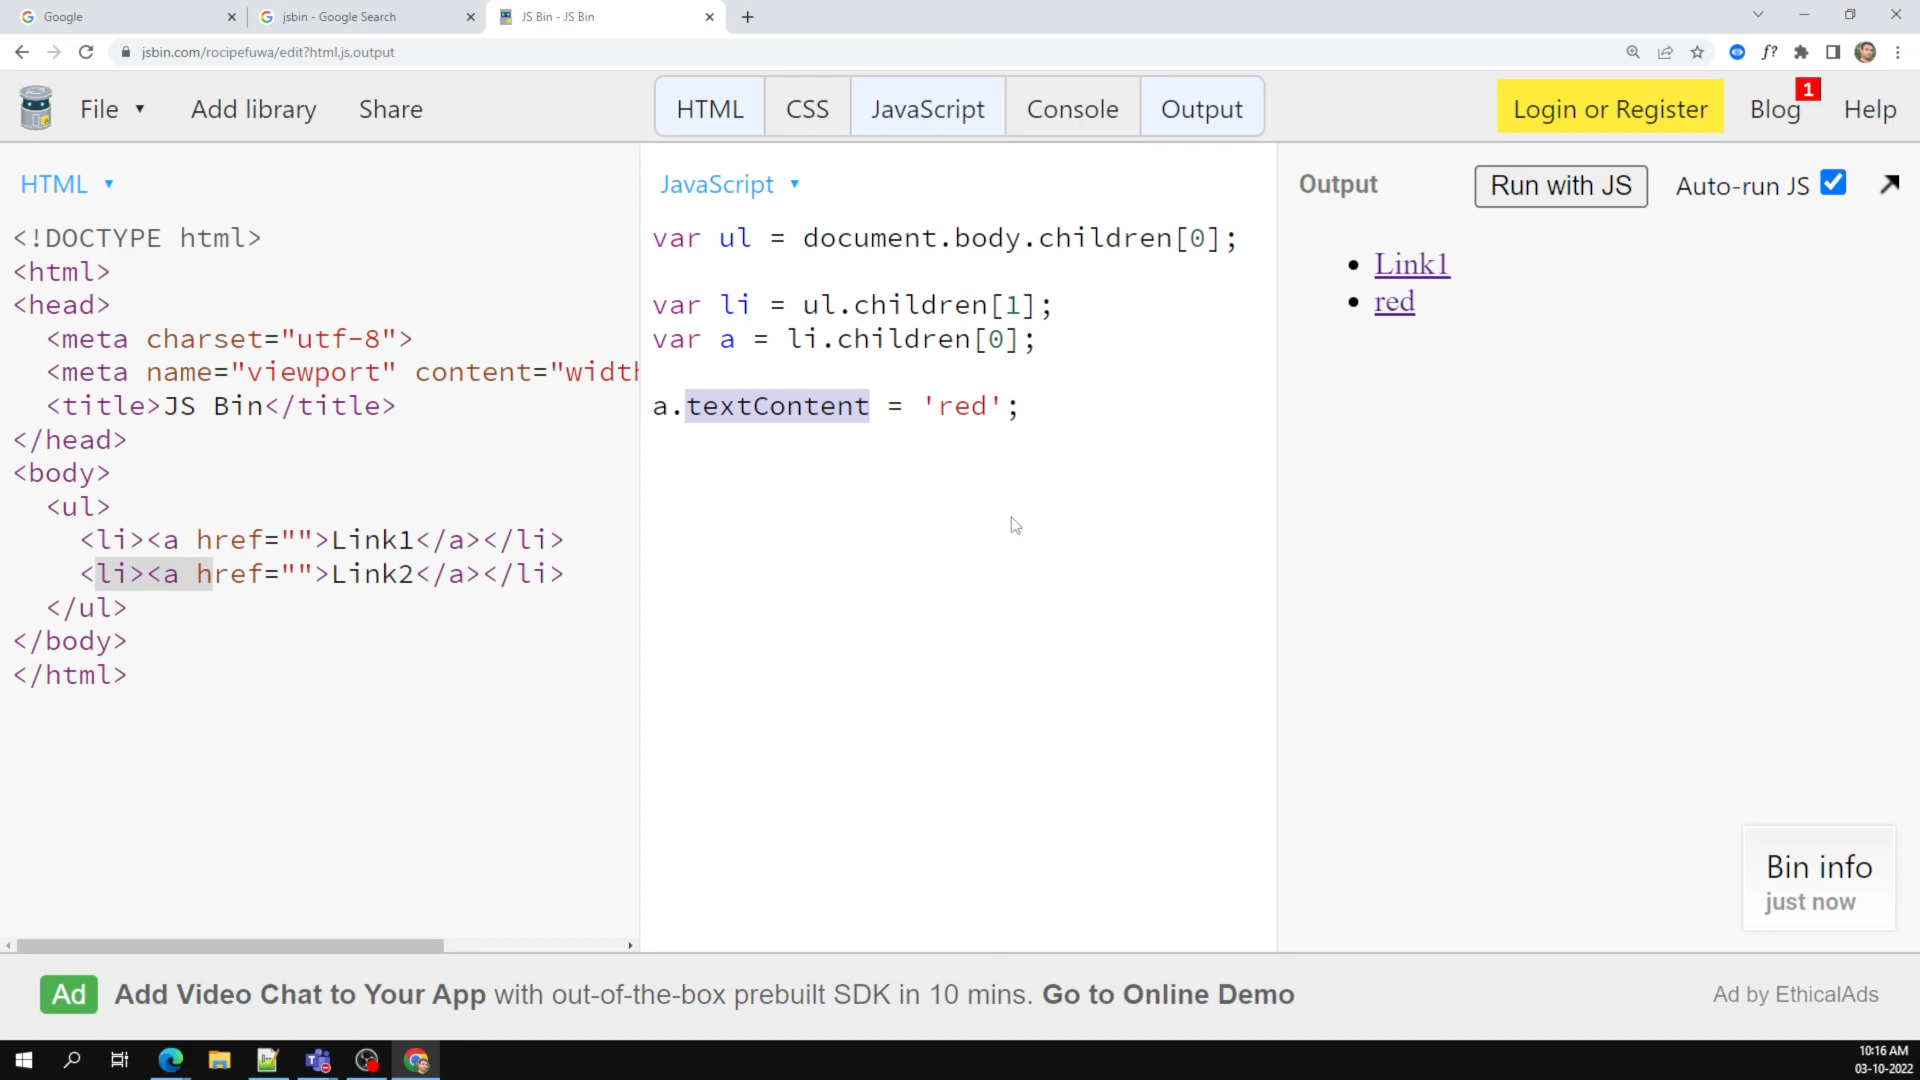 Google
jsbin - Google Search
JS Bin - JS Bin
jsbin.com/rocipefuwa/edit?html,js,output
f?
File
Add library
Share
HTML
CSS
JavaScript
Console
Output
Login or Register
Blog
1
Help
HTML
<!DOCTYPE html>
<html>
<head>
<meta charset="utf-8">
<meta name="viewport" content="width
<title>JS Bin</title>
</head>
<body>
<ul>
<li><a href="">Link1</a></li>
<li><a href="">Link2</a></li>
</ul>
</body>
</html>
JavaScript
var ul = document.body.children[0];
var li = ul.children[1];
var a = li.children[0];
a.textContent = 'red';
Output
Run with JS
Auto-run JS
Link1
red
Bin info
just now
Ad
Add Video Chat to Your App with out-of-the-box prebuilt SDK in 10 mins. Go to Online Demo
Ad by EthicalAds
10:16 AM
03-10-2022